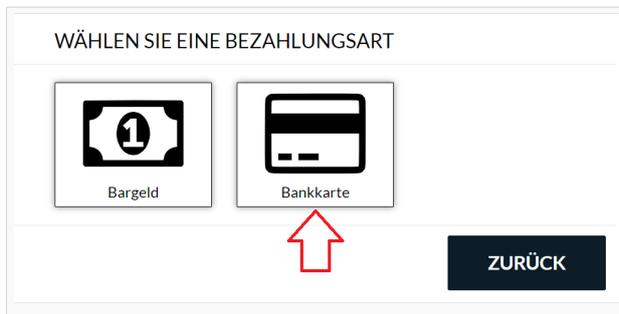 WÄHLEN SIE EINE BEZAHLUNGSART
1
Bargeld
Bankkarte
ZURÜCK